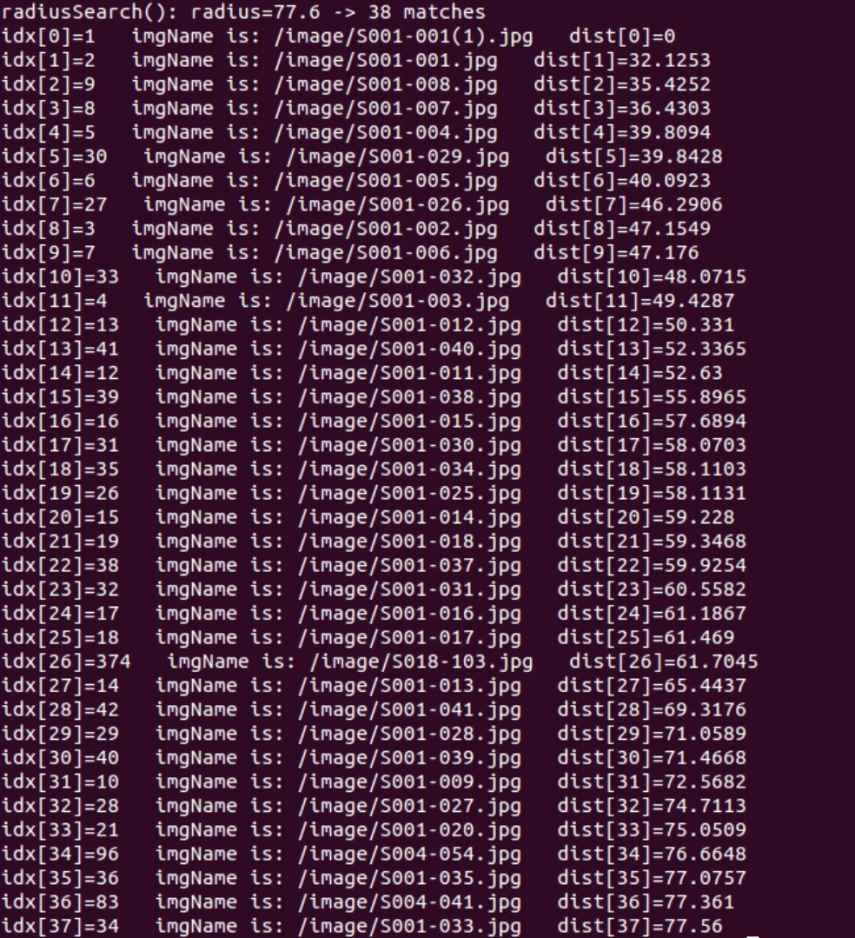 radiusSearch(): radius=77.6 -> 38 matches
idx[0]=1   imgName is: /image/S001-001(1).jpg   dist[0]=0
idx[1]=2   imgName is: /image/S001-001.jpg   dist[1]=32.1253
idx[2]=9   imgName is: /image/S001-008.jpg   dist[2]=35.4252
idx[3]=8   imgName is: /image/S001-007.jpg   dist[3]=36.4303
idx[4]=5   imgName is: /image/S001-004.jpg   dist[4]=39.8094
idx[5]=30   imgName is: /image/S001-029.jpg   dist[5]=39.8428
idx[6]=6   imgName is: /image/S001-005.jpg   dist[6]=40.0923
idx[7]=27   imgName is: /image/S001-026.jpg   dist[7]=46.2906
idx[8]=3   imgName is: /image/S001-002.jpg   dist[8]=47.1549
idx[9]=7   imgName is: /image/S001-006.jpg   dist[9]=47.176
idx[10]=33   imgName is: /image/S001-032.jpg   dist[10]=48.0715
idx[11]=4   imgName is: /image/S001-003.jpg   dist[11]=49.4287
idx[12]=13   imgName is: /image/S001-012.jpg   dist[12]=50.331
idx[13]=41   imgName is: /image/S001-040.jpg   dist[13]=52.3365
idx[14]=12   imgName is: /image/S001-011.jpg   dist[14]=52.63
idx[15]=39   imgName is: /image/S001-038.jpg   dist[15]=55.8965
idx[16]=16   imgName is: /image/S001-015.jpg   dist[16]=57.6894
idx[17]=31   imgName is: /image/S001-030.jpg   dist[17]=58.0703
idx[18]=35   imgName is: /image/S001-034.jpg   dist[18]=58.1103
idx[19]=26   imgName is: /image/S001-025.jpg   dist[19]=58.1131
idx[20]=15   imgName is: /image/S001-014.jpg   dist[20]=59.228
idx[21]=19   imgName is: /image/S001-018.jpg   dist[21]=59.3468
idx[22]=38   imgName is: /image/S001-037.jpg   dist[22]=59.9254
idx[23]=32   imgName is: /image/S001-031.jpg   dist[23]=60.5582
idx[24]=17   imgName is: /image/S001-016.jpg   dist[24]=61.1867
idx[25]=18   imgName is: /image/S001-017.jpg   dist[25]=61.469
idx[26]=374   imgName is: /image/S018-103.jpg   dist[26]=61.7045
idx[27]=14   imgName is: /image/S001-013.jpg   dist[27]=65.4437
idx[28]=42   imgName is: /image/S001-041.jpg   dist[28]=69.3176
idx[29]=29   imgName is: /image/S001-028.jpg   dist[29]=71.0589
idx[30]=40   imgName is: /image/S001-039.jpg   dist[30]=71.4668
idx[31]=10   imgName is: /image/S001-009.jpg   dist[31]=72.5682
idx[32]=28   imgName is: /image/S001-027.jpg   dist[32]=74.7113
idx[33]=21   imgName is: /image/S001-020.jpg   dist[33]=75.0509
idx[34]=96   imgName is: /image/S004-054.jpg   dist[34]=76.6648
idx[35]=36   imgName is: /image/S001-035.jpg   dist[35]=77.0757
idx[36]=83   imgName is: /image/S004-041.jpg   dist[36]=77.361
idx[37]=34   imgName is: /image/S001-033.jpg   dist[37]=77.56